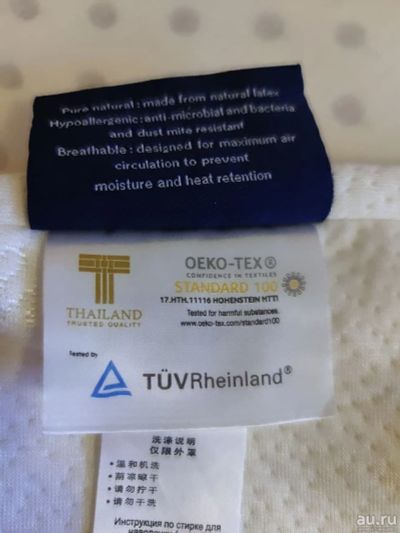 Pure natural : made from natural latex
Hypoallergenic : anti-microbial and bacteria
and dust mite resistant
Breathable : designed for maximum air
circulation to prevent
moisture and heat retention
THAILAND
TRUSTED QUALITY
OEKO-TEX®
CONFIDENCE IN TEXTILES
STANDARD 100
17.HTH.11116 HOHENSTEIN HTTI
Tested for harmful substances.
www.oeko-tex.com/standard100
Tested by
TÜVRheinland®
洗涤说明
仅限外罩
• 温和机洗
• 荫凉晾干
• 请勿拧干
• 请勿干洗
Инструкция по стирке для
au.ru